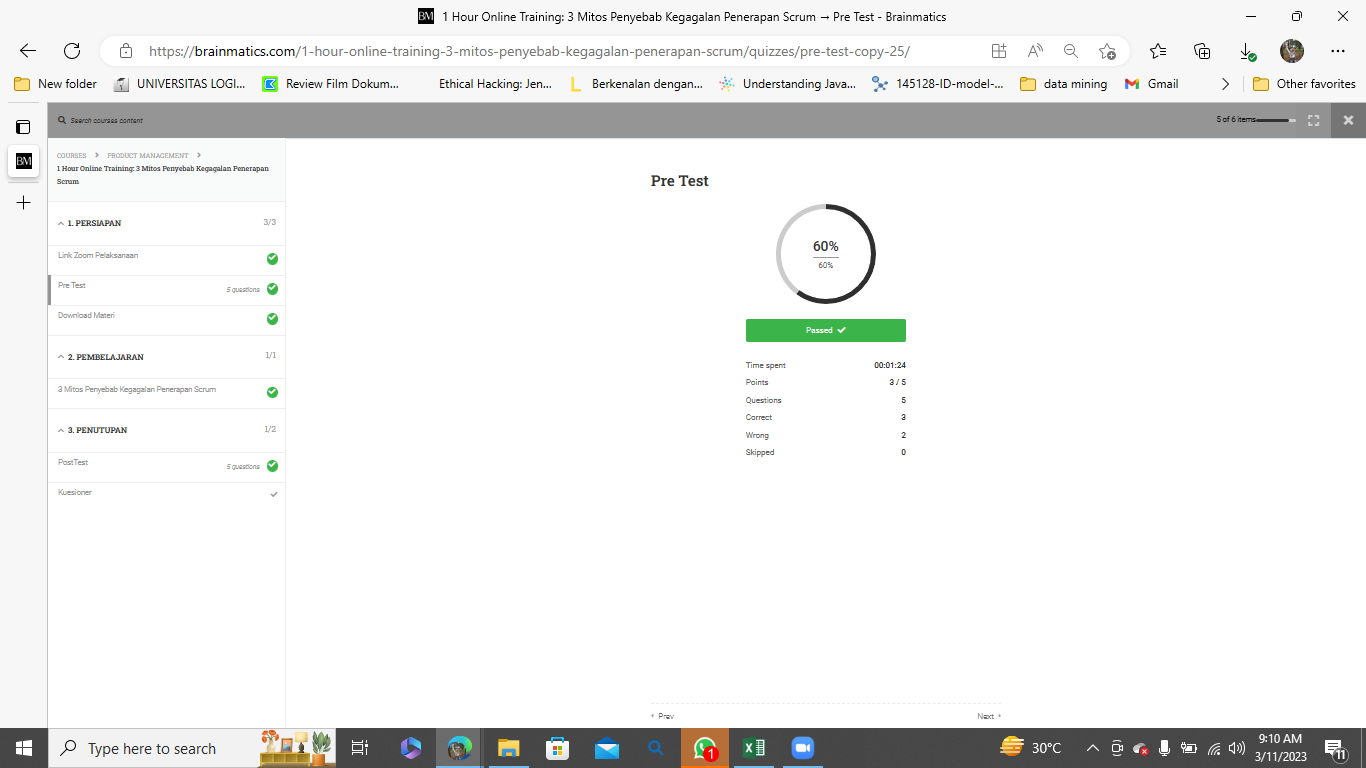 BM 1 Hour Online Training: 3 Mitos Penyebab Kegagalan Penerapan Scrum → Pre Test - Brainmatics
https://brainmatics.com/1-hour-online-training-3-mitos-penyebab-kegagalan-penerapan-scrum/quizzes/pre-test-copy-25/
New folder UNIVERSITAS LOGI... Review Film Dokum... Ethical Hacking: Jen... L Berkenalan dengan... Understanding Java... 145128-ID-model-... data mining Gmail Other favorites
Search courses content 5 of 6 items
BM
COURSES > PRODUCT MANAGEMENT >
1 Hour Online Training: 3 Mitos Penyebab Kegagalan Penerapan
Scrum
1. PERSIAPAN 3/3
Link Zoom Pelaksanaan
Pre Test 5 questions
Download Materi
2. PEMBELAJARAN 1/1
3 Mitos Penyebab Kegagalan Penerapan Scrum
3. PENUTUPAN 1/2
PostTest 5 questions
Kuesioner
Pre Test
60%
60%
Passed
Time spent 00:01:24
Points 3 / 5
Questions 5
Correct 3
Wrong 2
Skipped 0
Prev Next
Type here to search 1 30°C 9:10 AM
3/11/2023 11